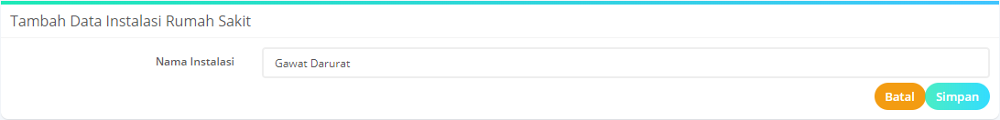 Tambah Data Instalasi Rumah Sakit
Nama Instalasi
Gawat Darurat
Batal
Simpan